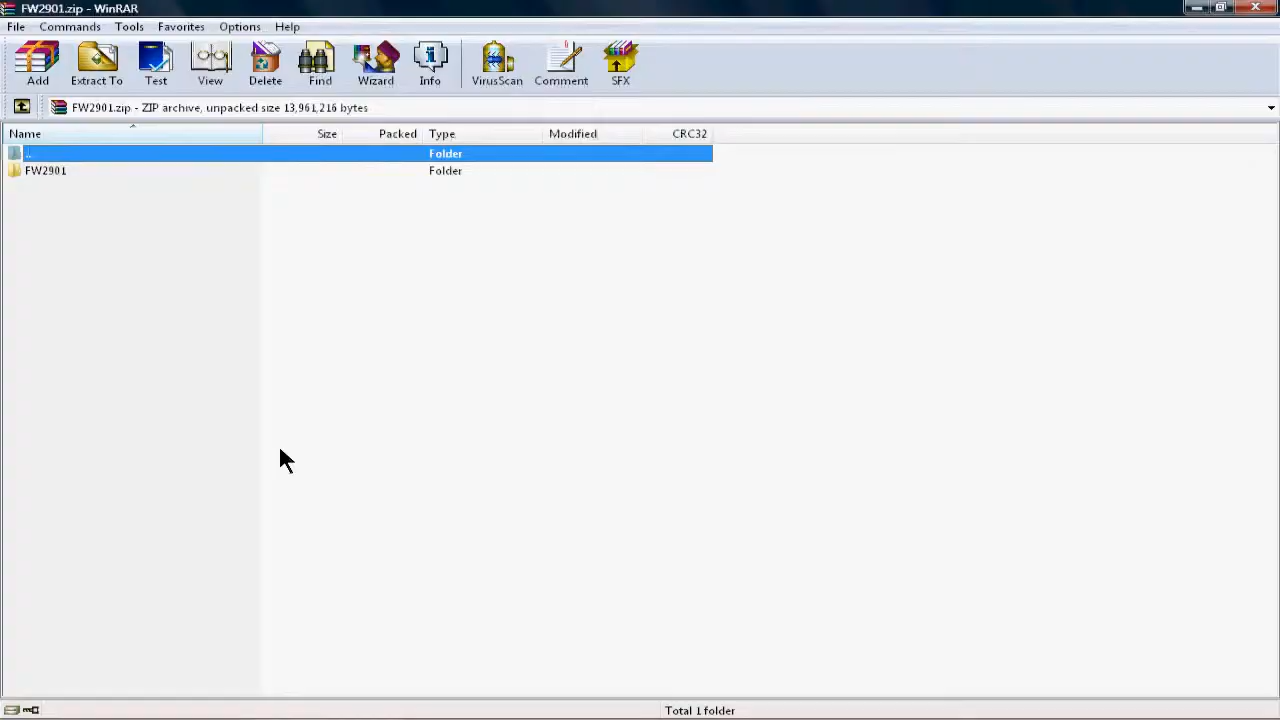 FW2901.zip - WinRAR
File Commands Tools Favorites Options Help
Add Extract To Test View Delete Find Wizard Info VirusScan Comment SFX
FW2901.zip - ZIP archive, unpacked size 13,961,216 bytes
Name Size Packed Type Modified CRC32
.. Folder
FW2901 Folder
Total 1 folder